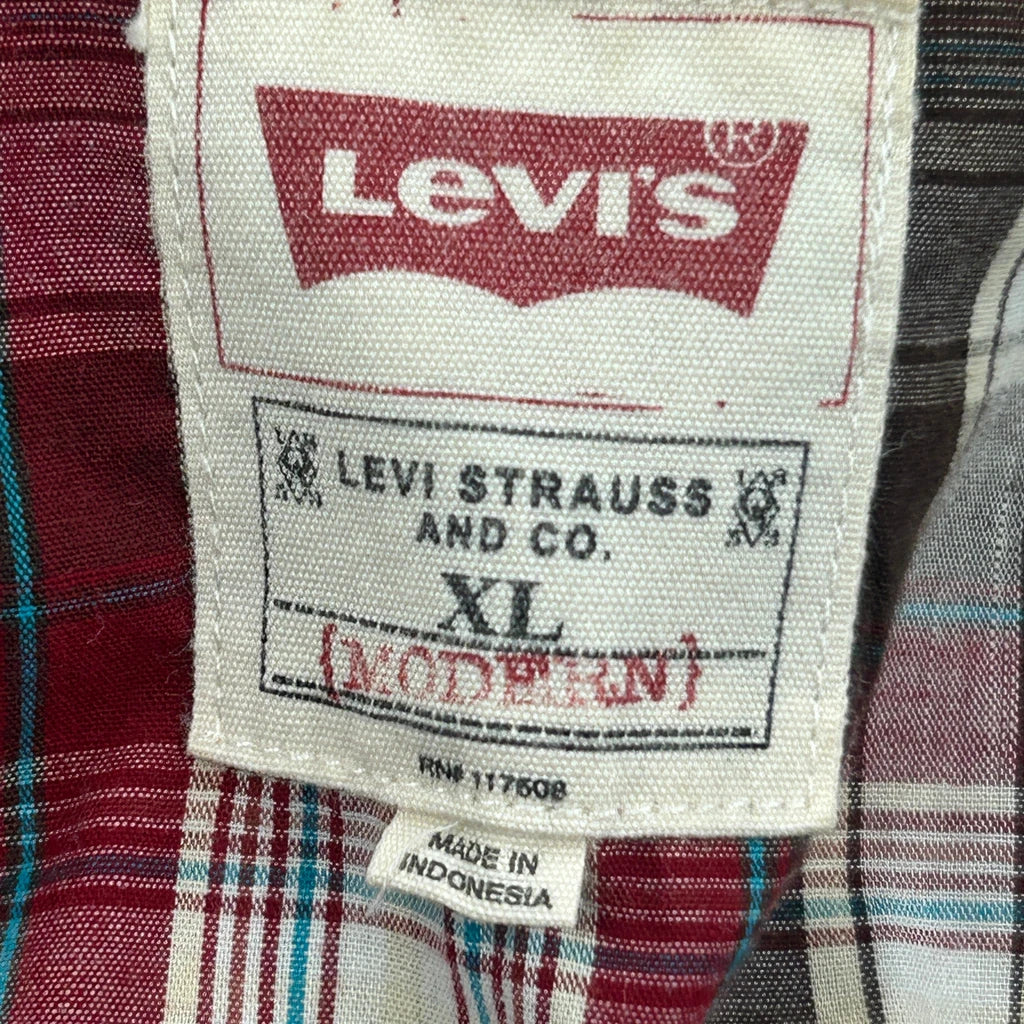 LEVI'S®
LEVI STRAUSS
AND CO.
XL
{MODERN}
RN# 117508
MADE IN
INDONESIA